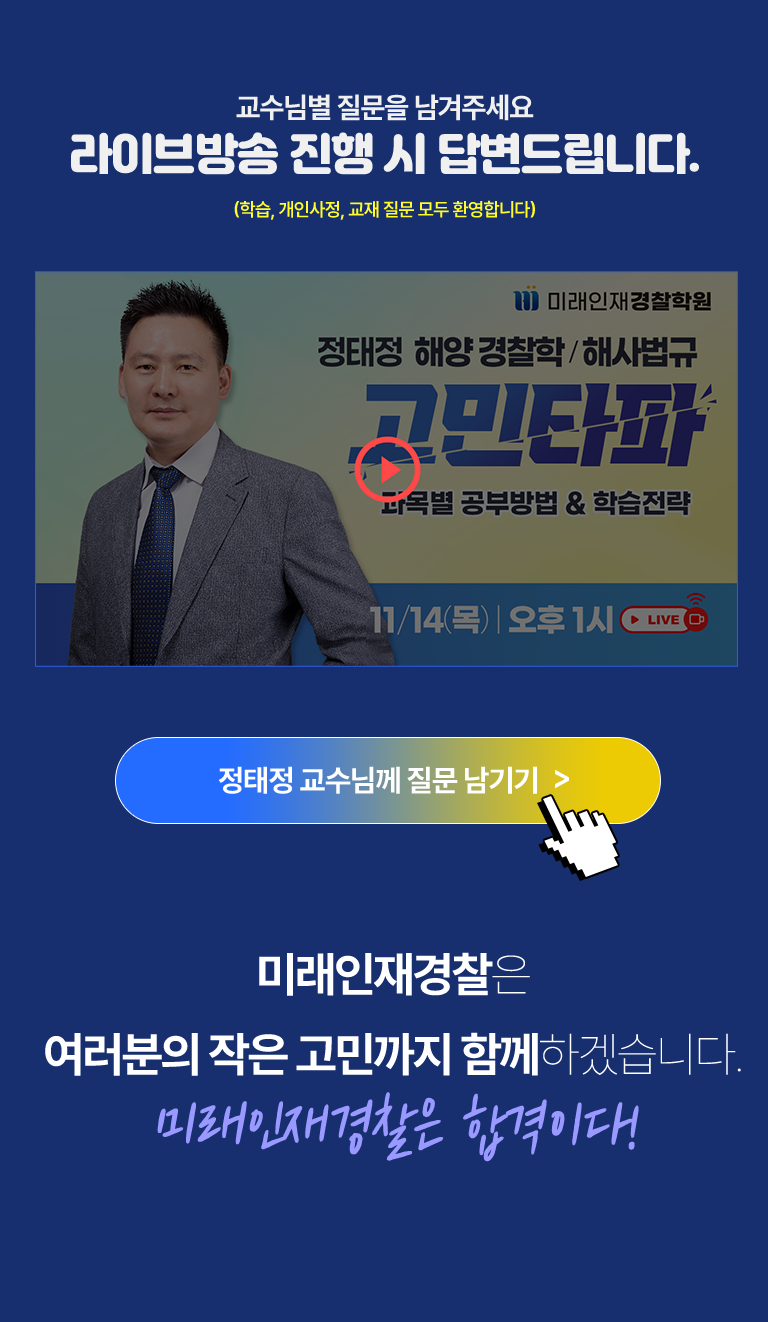 교수님별 질문을 남겨주세요
라이브방송 진행 시 답변드립니다.
(학습, 개인사정, 교재 질문 모두 환영합니다)
미래인재경찰학원
정태정 해양 경찰학 / 해사법규
고민타파
과목별 공부방법 & 학습전략
11/14(목) | 오후 1시 LIVE
정태정 교수님께 질문 남기기 >
미래인재경찰은
여러분의 작은 고민까지 함께하겠습니다.
미래인재경찰은 합격이다!